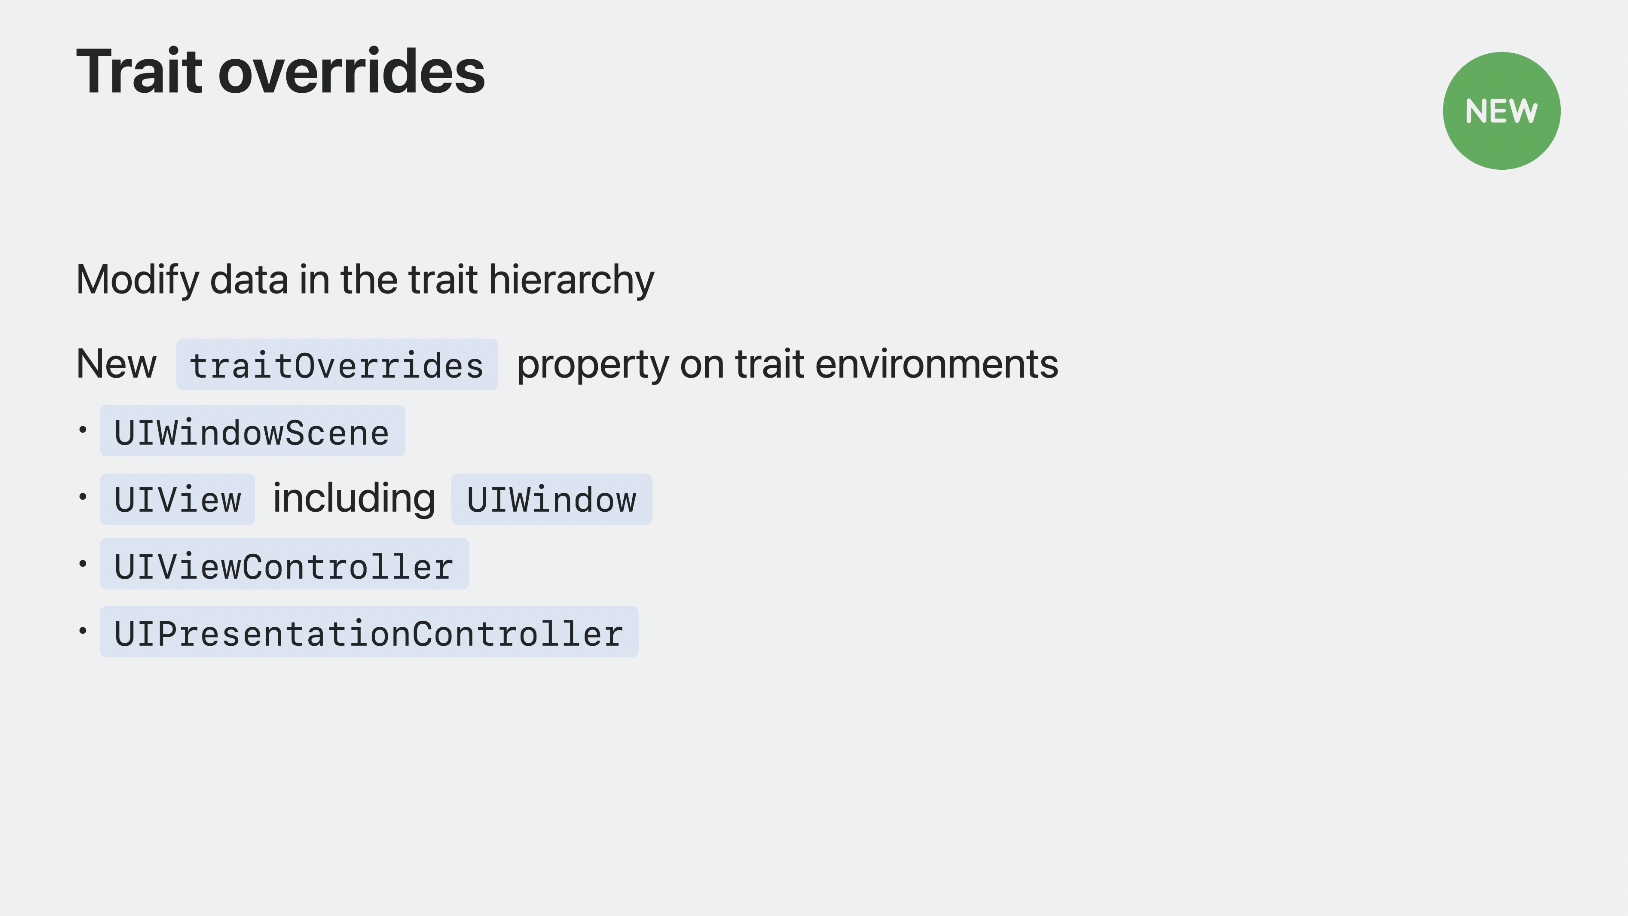 Trait overrides
NEW
Modify data in the trait hierarchy
New traitOverrides property on trait environments
• UIWindowScene
• UIView including UIWindow
• UIViewController
• UIPresentationController